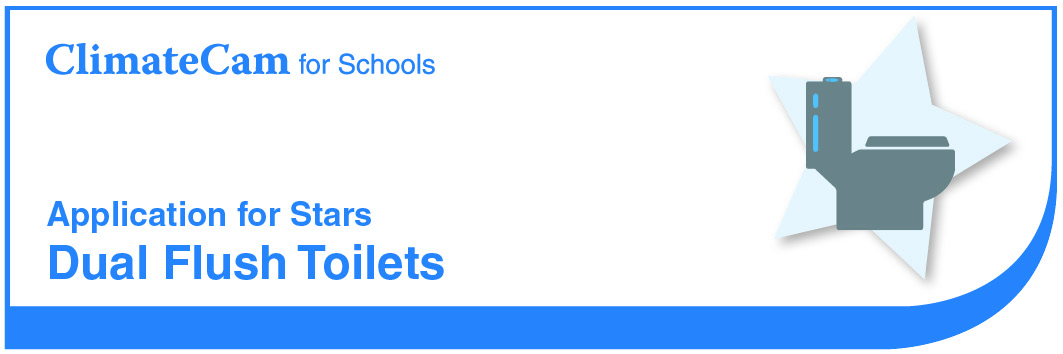 ClimateCam for Schools
Application for Stars
Dual Flush Toilets